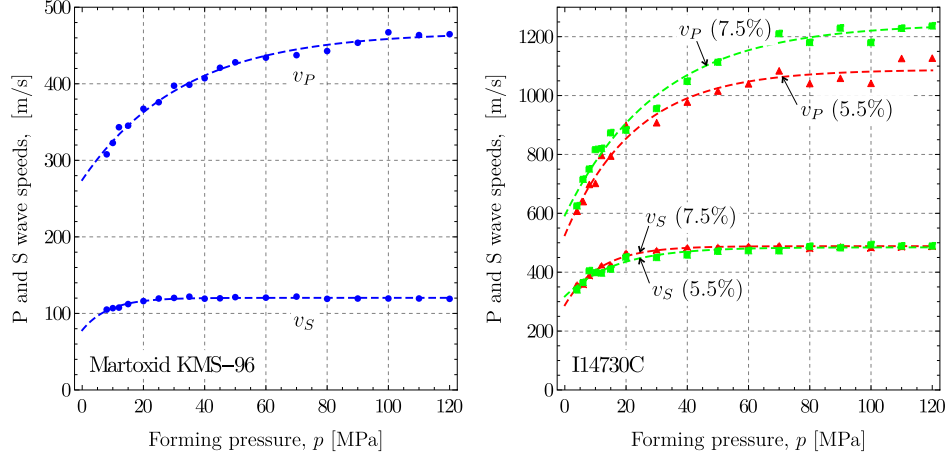 500
400
300
200
100
0
0 20 40 60 80 100 120
P and S wave speeds, [m/s]
Forming pressure, p [MPa]
v_P
v_S
Martoxid KMS–96
1400
1200
1000
800
600
400
200
0 20 40 60 80 100 120
P and S wave speeds, [m/s]
Forming pressure, p [MPa]
v_P (7.5%)
v_P (5.5%)
v_S (7.5%)
v_S (5.5%)
I14730C